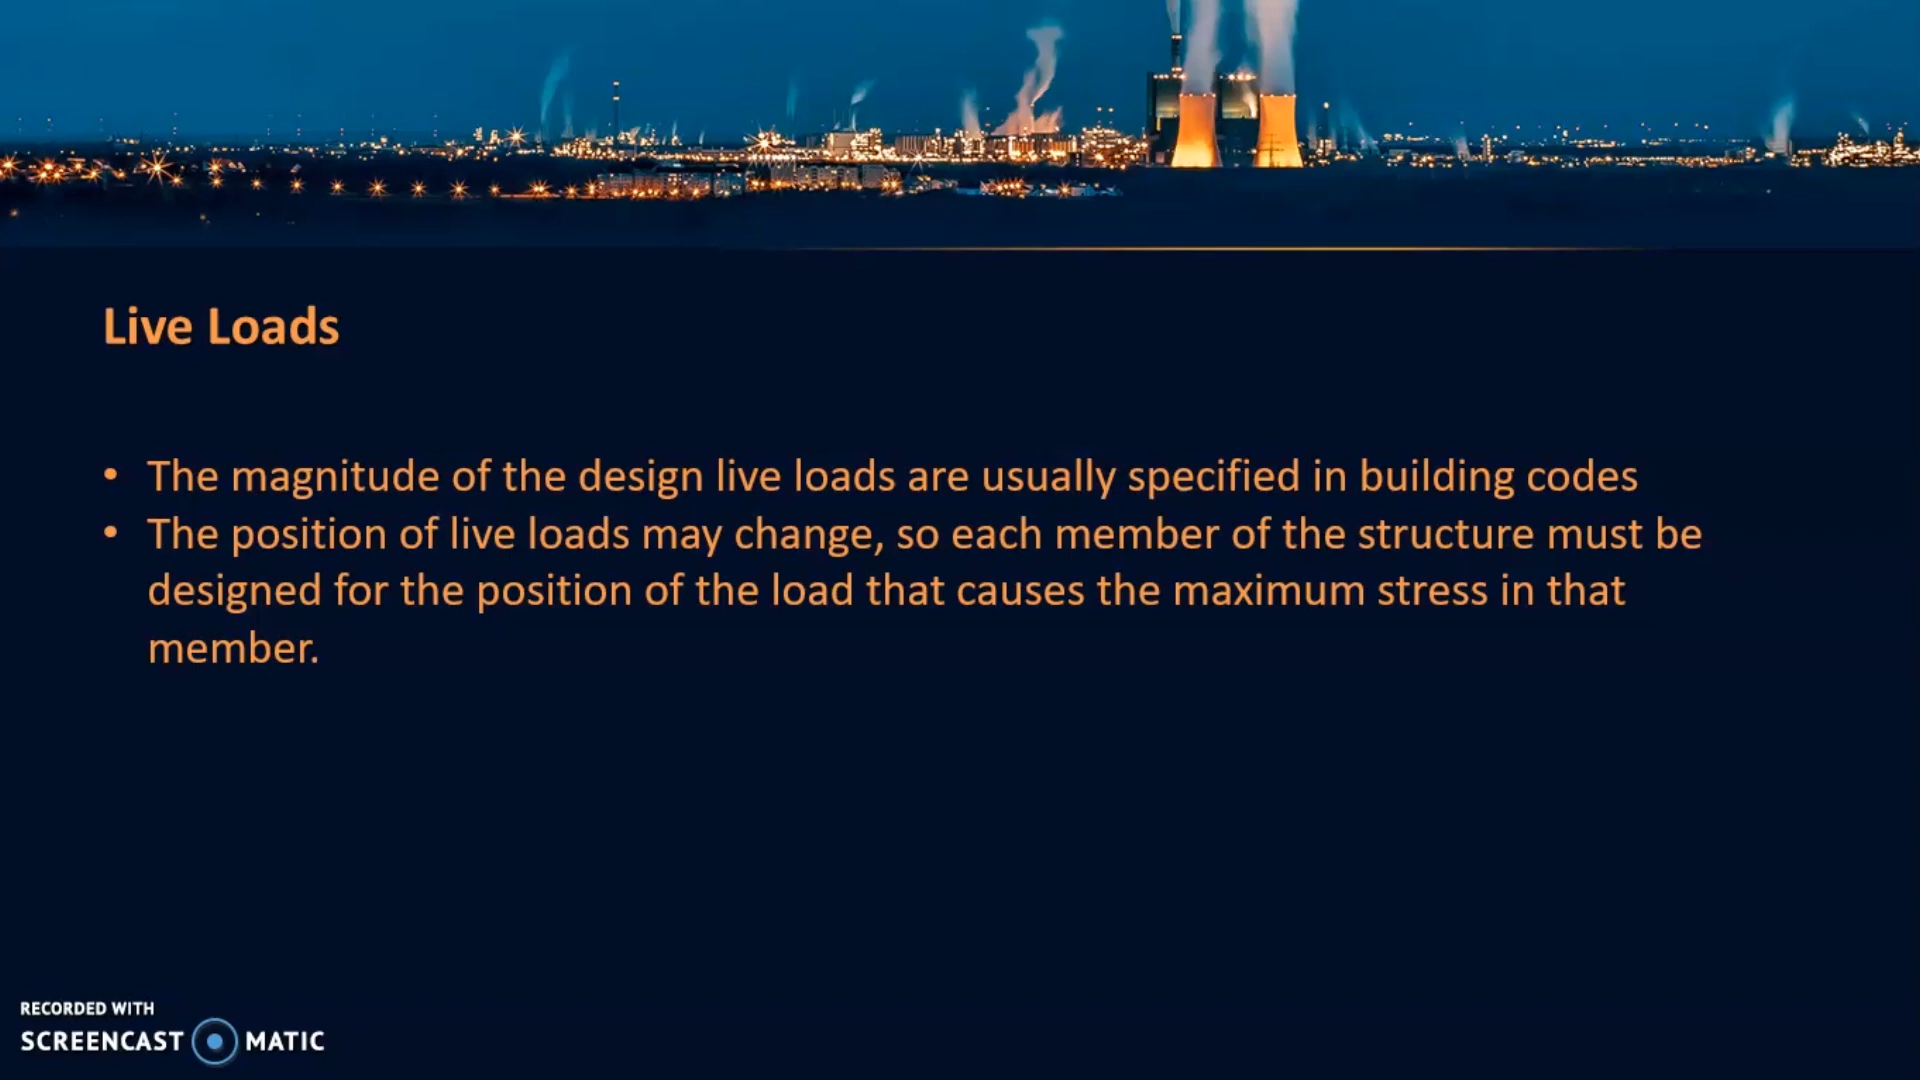 Live Loads
• The magnitude of the design live loads are usually specified in building codes
• The position of live loads may change, so each member of the structure must be
designed for the position of the load that causes the maximum stress in that
member.
RECORDED WITH
SCREENCAST MATIC